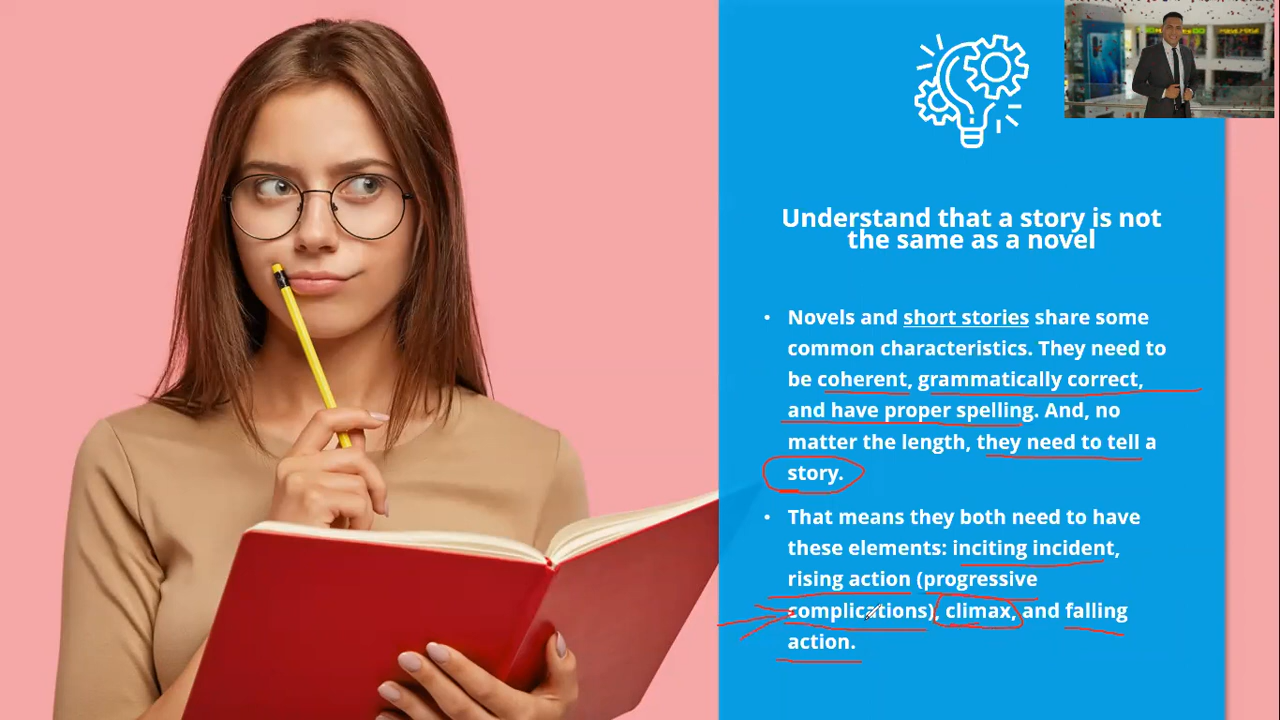 Understand that a story is not
the same as a novel
• Novels and short stories share some
common characteristics. They need to
be coherent, grammatically correct,
and have proper spelling. And, no
matter the length, they need to tell a
story.
• That means they both need to have
these elements: inciting incident,
rising action (progressive
complications), climax, and falling
action.